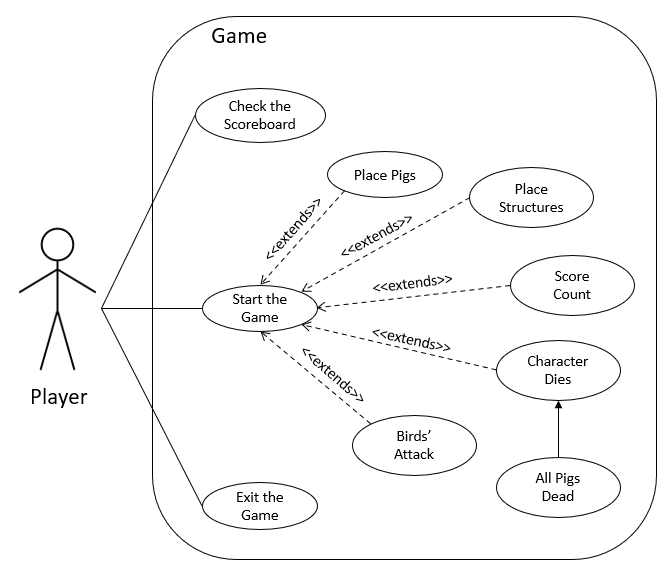 Game
Check the
Scoreboard
Place Pigs
Place
Structures
<<extends>>
<<extends>>
<<extends>>
Score
Count
Start the
Game
<<extends>>
<<extends>>
Character
Dies
Player
Birds'
Attack
All Pigs
Dead
Exit the
Game